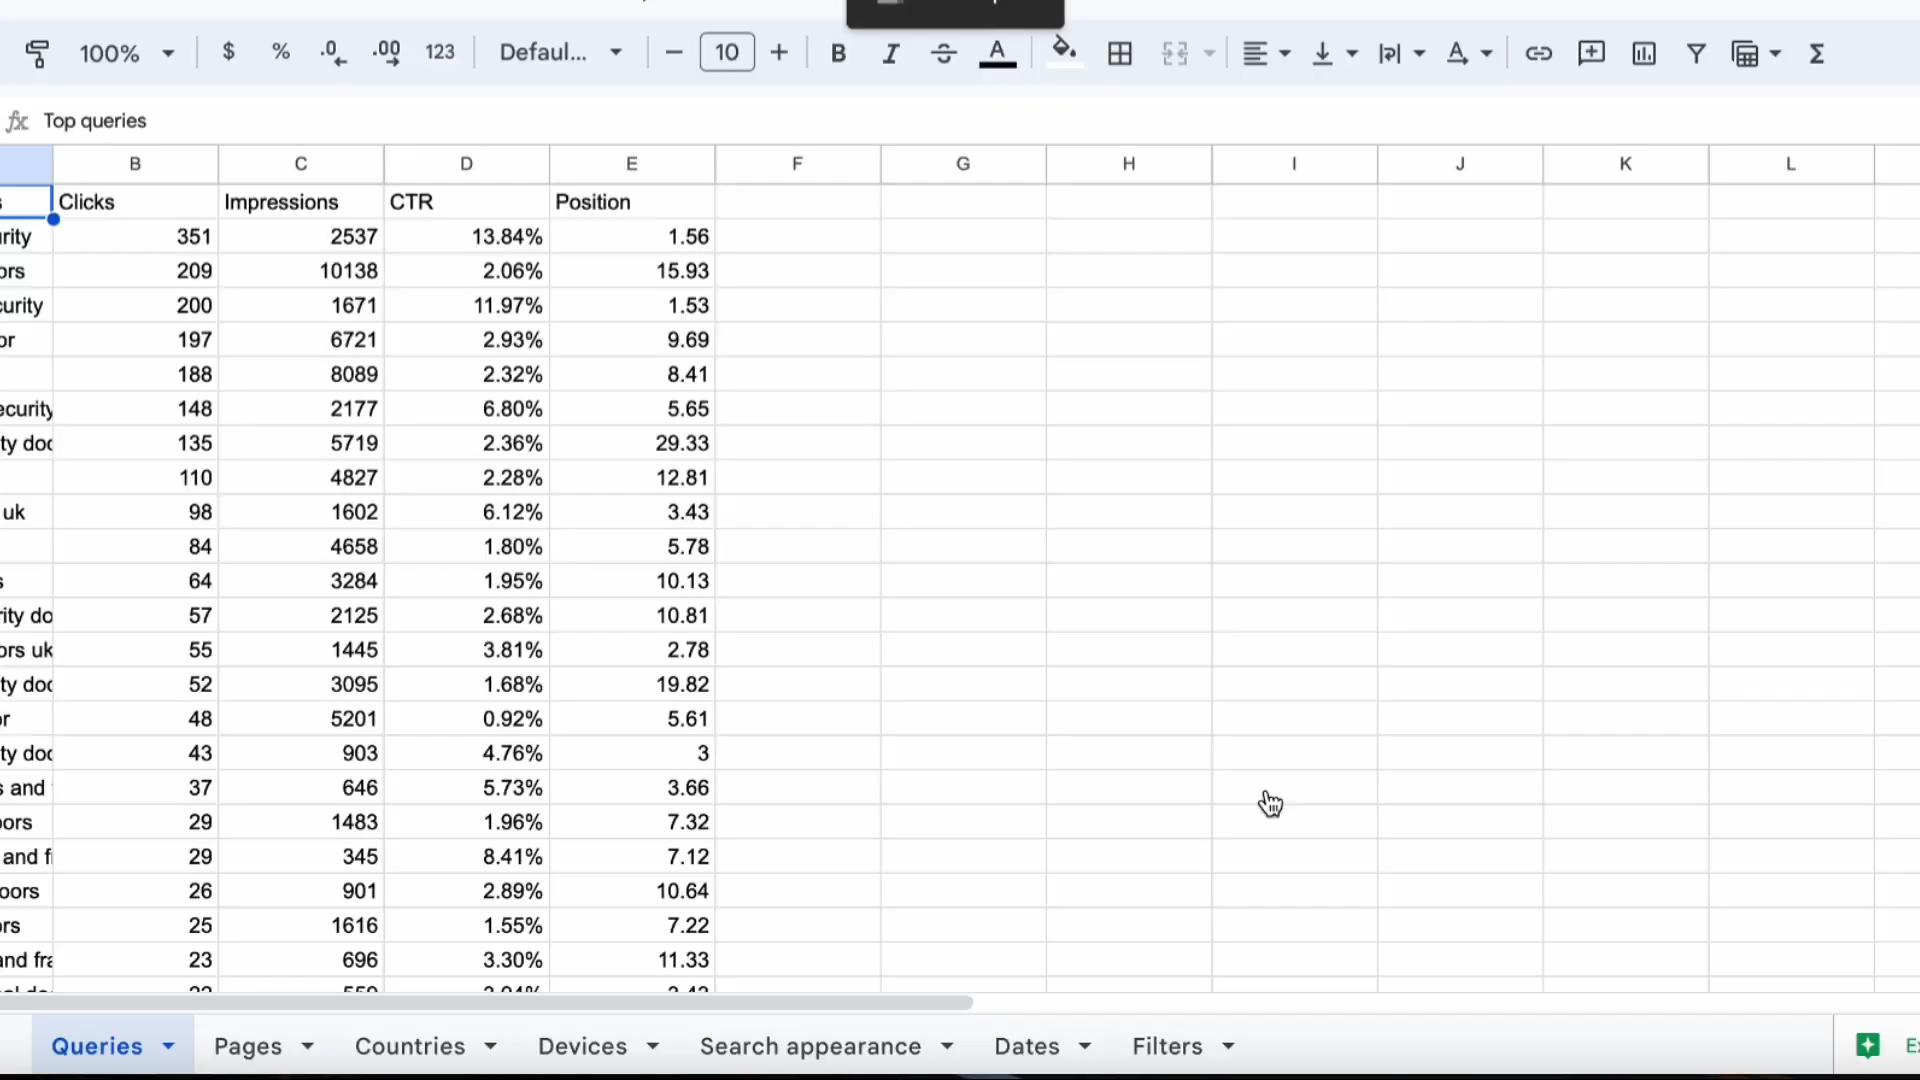 100% $ % .0 .00 123 Defaul... 10 B I A
fx Top queries
B C D E F G H I J K L
Clicks Impressions CTR Position
rity 351 2537 13.84% 1.56
ors 209 10138 2.06% 15.93
curity 200 1671 11.97% 1.53
or 197 6721 2.93% 9.69
188 8089 2.32% 8.41
ecurity 148 2177 6.80% 5.65
ty doc 135 5719 2.36% 29.33
110 4827 2.28% 12.81
uk 98 1602 6.12% 3.43
84 4658 1.80% 5.78
s 64 3284 1.95% 10.13
rity do 57 2125 2.68% 10.81
ors uk 55 1445 3.81% 2.78
ty doc 52 3095 1.68% 19.82
or 48 5201 0.92% 5.61
ty doc 43 903 4.76% 3
s and 37 646 5.73% 3.66
oors 29 1483 1.96% 7.32
and f 29 345 8.41% 7.12
oors 26 901 2.89% 10.64
ors 25 1616 1.55% 7.22
and fra 23 696 3.30% 11.33
Queries Pages Countries Devices Search appearance Dates Filters